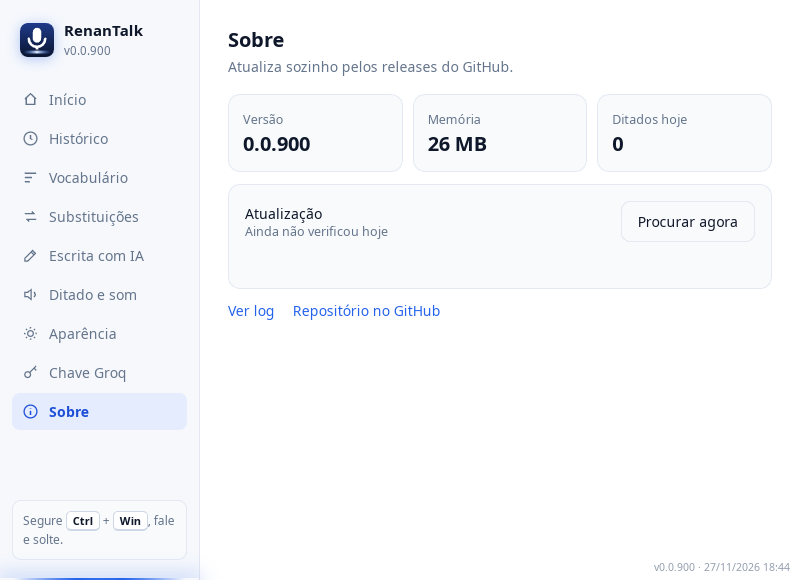 RenanTalk
v0.0.900
Início
Histórico
Vocabulário
Substituições
Escrita com IA
Ditado e som
Aparência
Chave Groq
Sobre
Segure Ctrl + Win, fale
e solte.
Sobre
Atualiza sozinho pelos releases do GitHub.
Versão
0.0.900
Memória
26 MB
Ditados hoje
0
Atualização
Ainda não verificou hoje
Procurar agora
Ver log
Repositório no GitHub
v0.0.900 · 27/11/2026 18:44